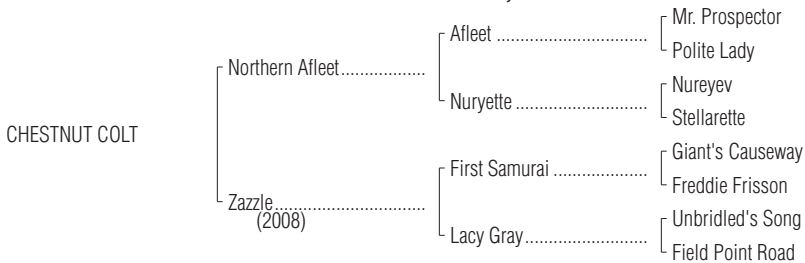 Mr. Prospector
Afleet ....................................
Polite Lady
Northern Afleet..................
Nureyev
Nuryette ................................
Stellarette
CHESTNUT COLT
Giant's Causeway
First Samurai .......................
Freddie Frisson
Zazzle....................................
(2008)
Unbridled's Song
Lacy Gray..............................
Field Point Road